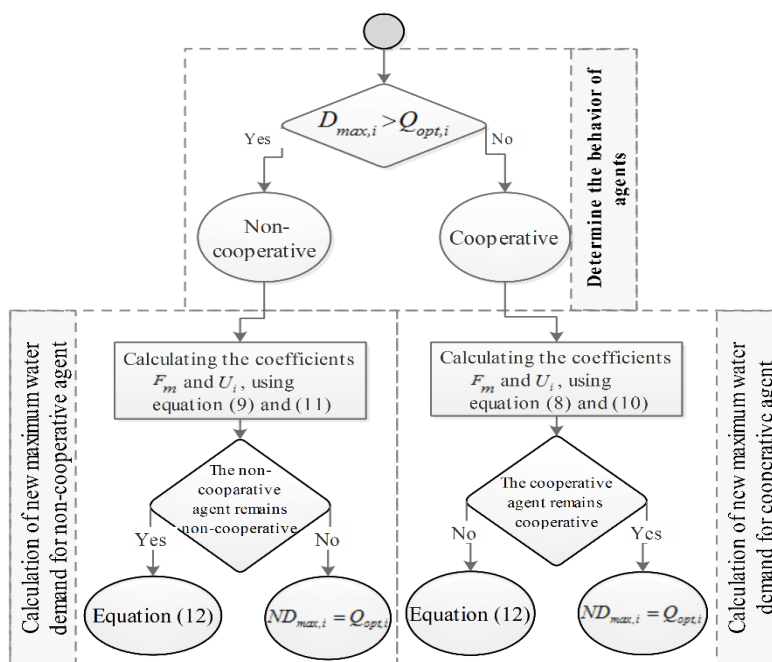 D_max,i > Q_opt,i
Yes
No
Non-
cooperative
Cooperative
Determine the behavior of
agents
Calculation of new maximum water
demand for non-cooperative agent
Calculating the coefficients
F_m and U_i, using
equation (9) and (11)
The non-
cooparative
agent remains
non-cooperative
Yes
No
Equation (12)
ND_max,i = Q_opt,i
Calculating the coefficients
F_m and U_i, using
equation (8) and (10)
The cooperative
agent remains
cooperative
No
Yes
Equation (12)
ND_max,i = Q_opt,i
Calculation of new maximum water
demand for cooperative agent